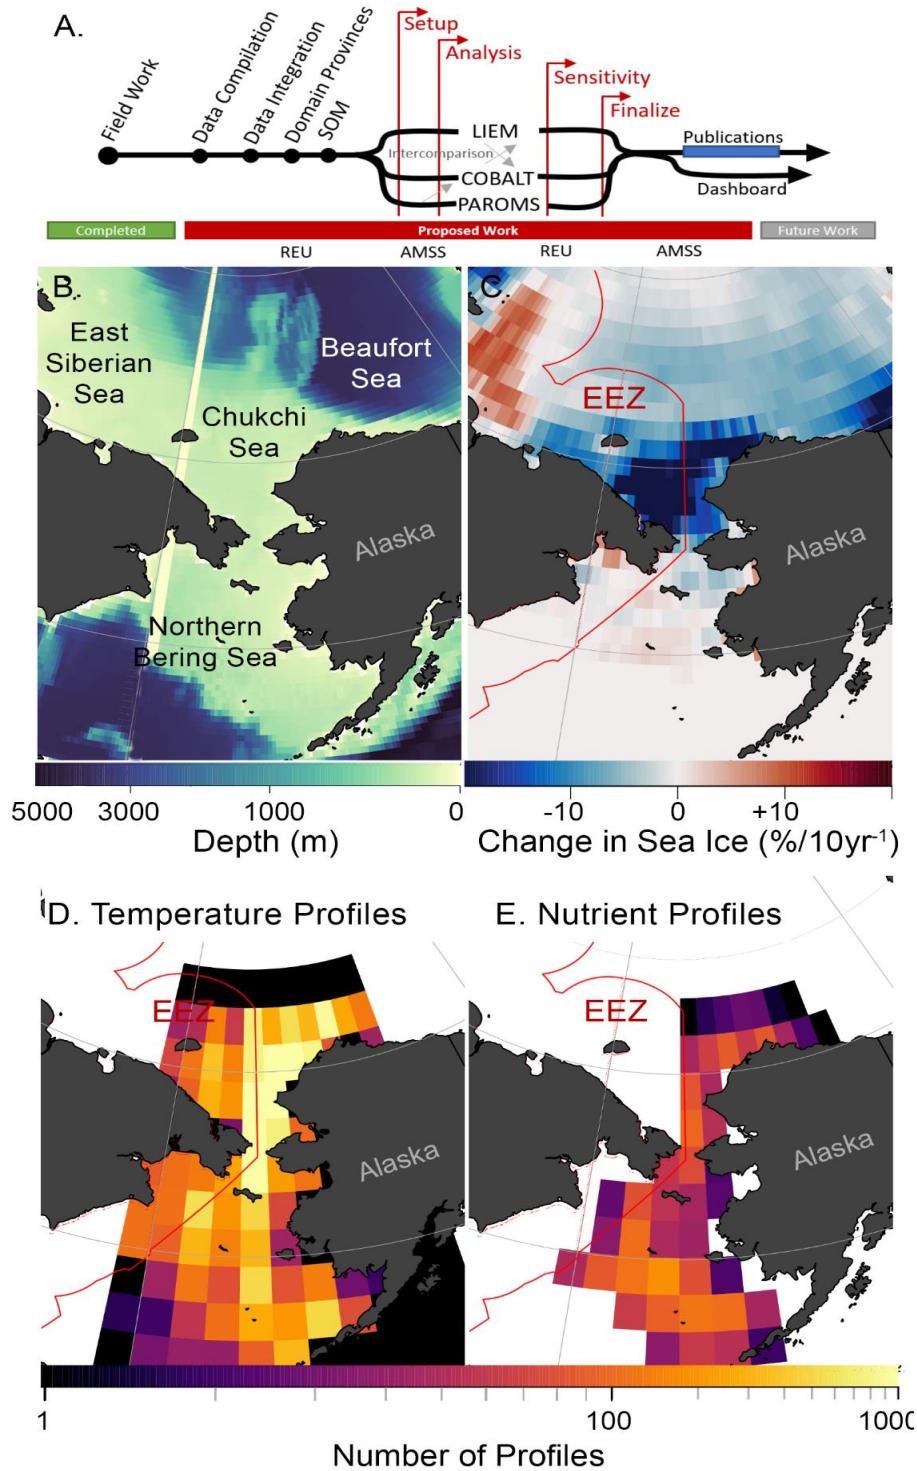 A.
Field Work
Data Compilation
Data Integration
Domain Provinces
SOM
Setup
Analysis
Sensitivity
Finalize
LIEM
Intercomparison
COBALT
PAROMS
Publications
Dashboard
Completed
Proposed Work
Future Work
REU
AMSS
REU
AMSS
B.
East
Siberian
Sea
Beaufort
Sea
Chukchi
Sea
Alaska
Northern
Bering Sea
5000
3000
1000
0
Depth (m)
C.
EEZ
Alaska
-10
0
+10
Change in Sea Ice (%/10yr⁻¹)
D. Temperature Profiles
EEZ
Alaska
E. Nutrient Profiles
EEZ
Alaska
1
100
1000
Number of Profiles